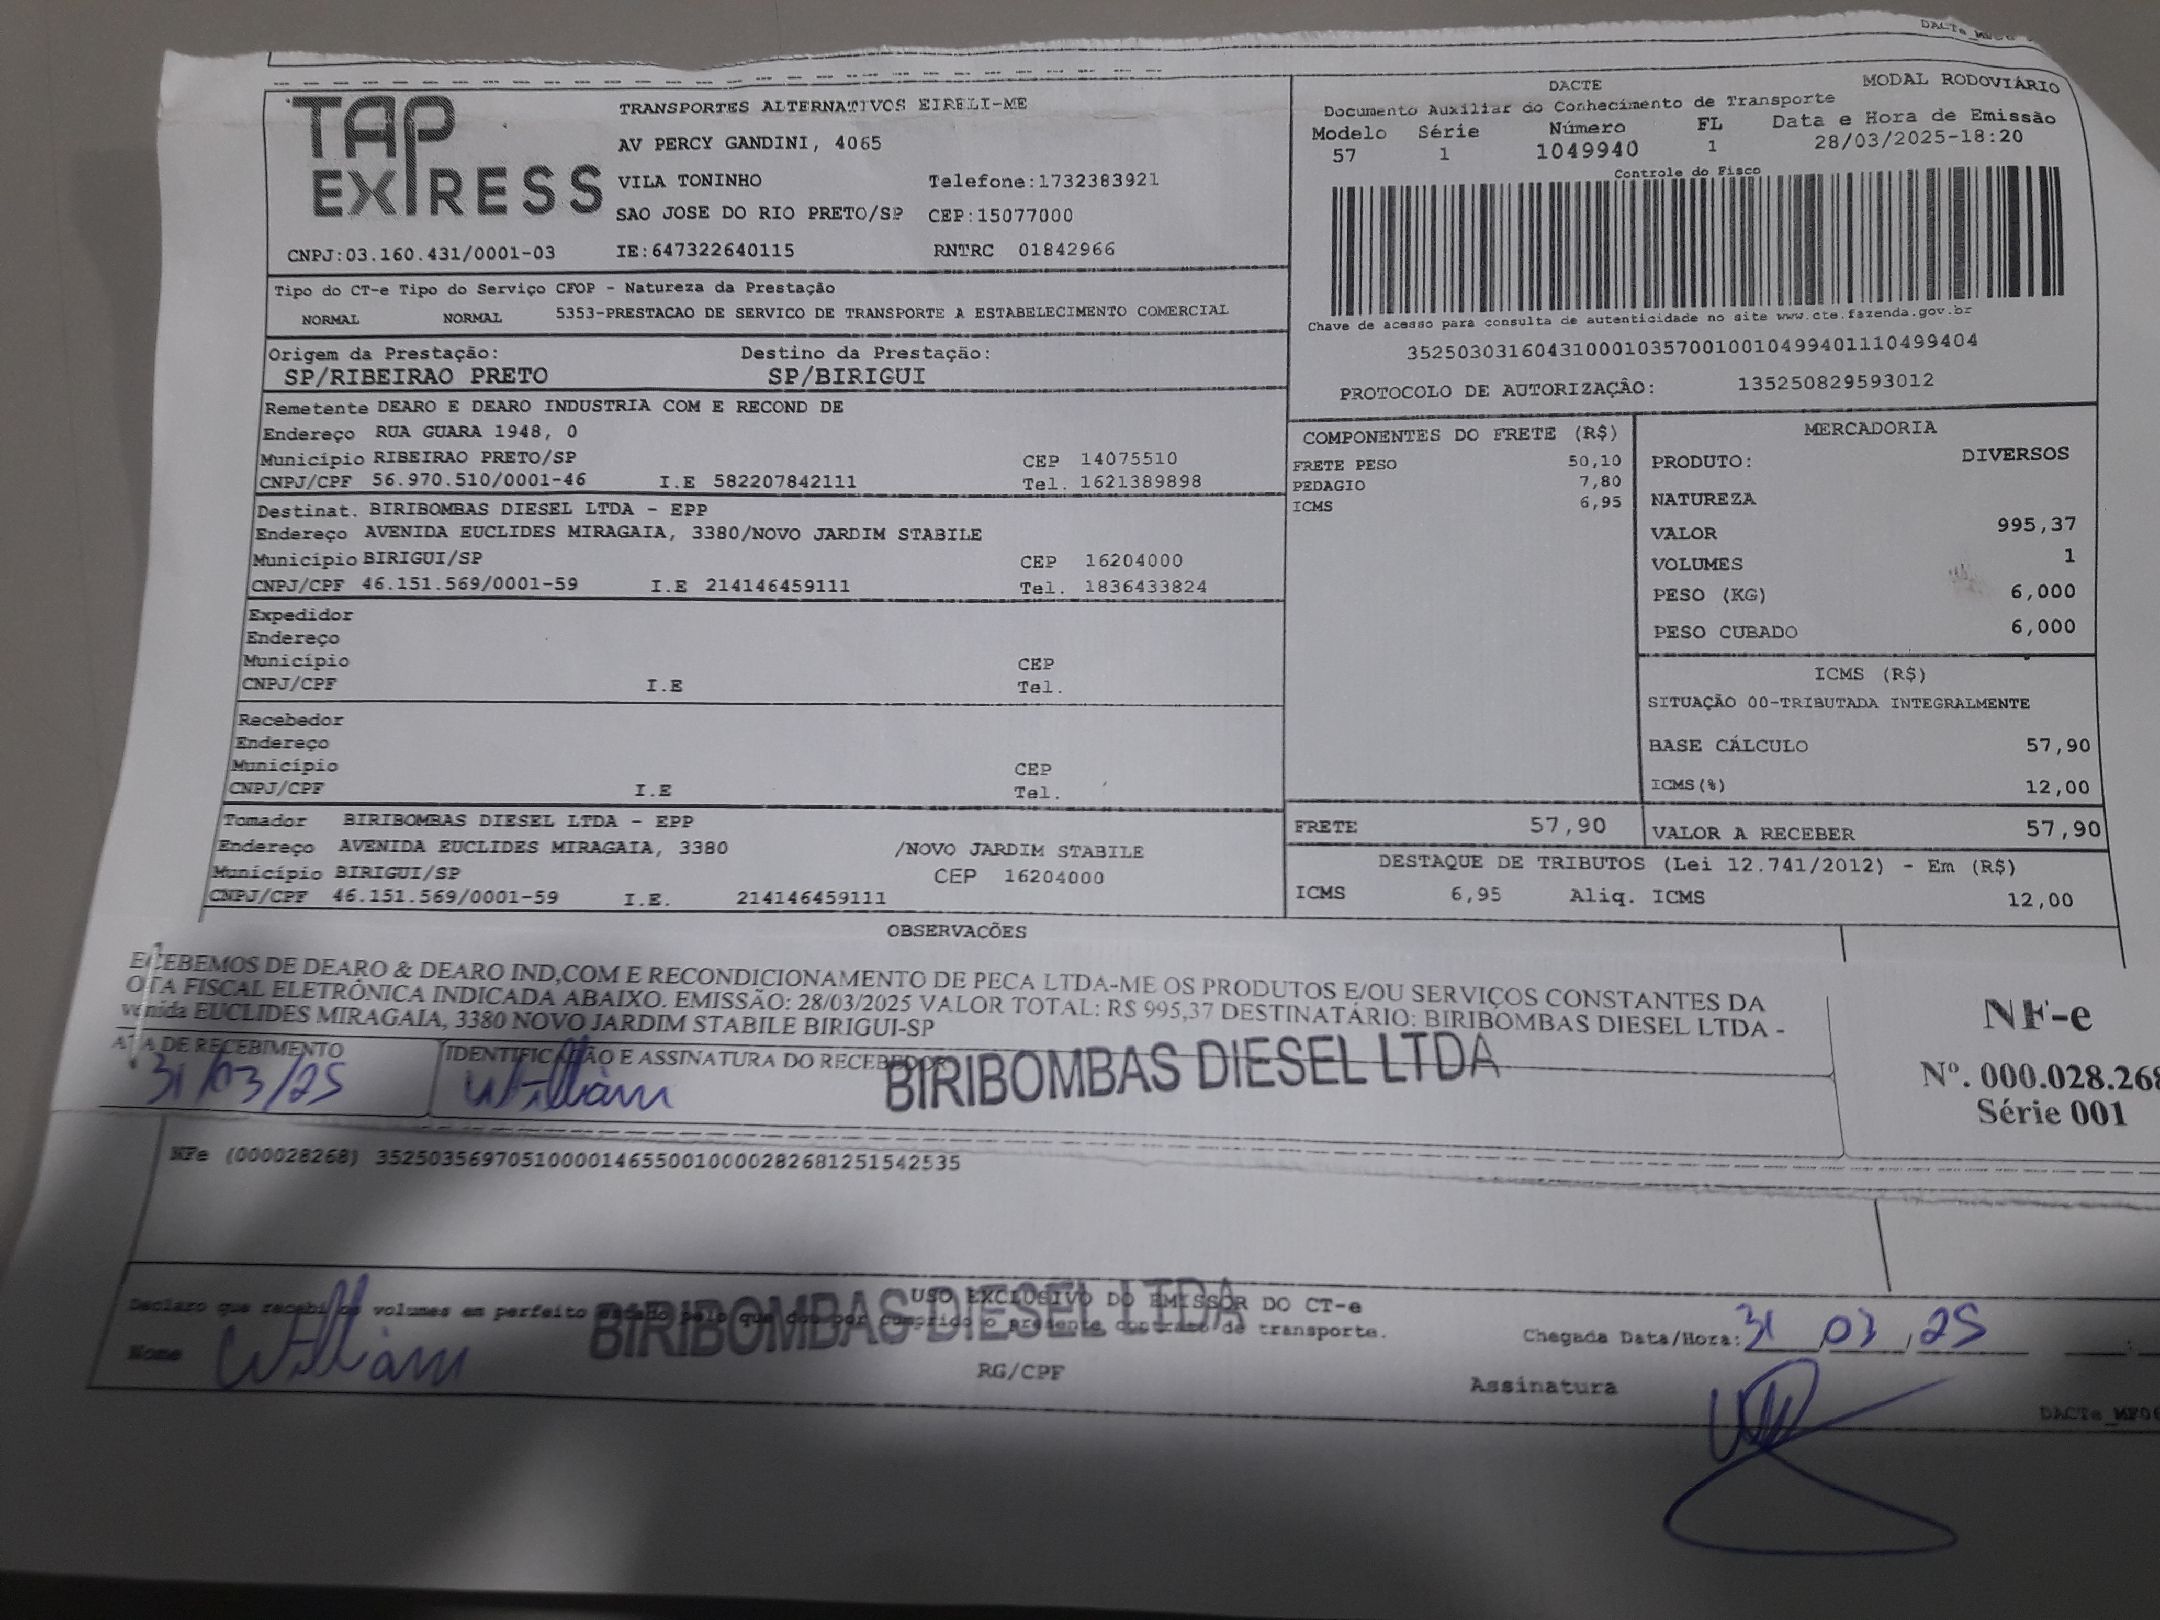 TAP EXPRESS
TRANSPORTES ALTERNATIVOS EIRELI-ME
AV PERCY GANDINI, 4065
VILA TONINHO Telefone:1732383921
SAO JOSE DO RIO PRETO/SP CEP:15077000
CNPJ:03.160.431/0001-03 IE:647322640115 RNTRC 01842966
DACTE MODAL RODOVIÁRIO
Documento Auxiliar do Conhecimento de Transporte
Modelo Série Número FL Data e Hora de Emissão
57 1 1049940 1 28/03/2025-18:20
Controle do Fisco
Chave de acesso para consulta de autenticidade no site www.cte.fazenda.gov.br
35250303160431000103570010010499401110499404
PROTOCOLO DE AUTORIZAÇÃO: 135250829593012
Tipo do CT-e Tipo do Serviço CFOP - Natureza da Prestação
NORMAL NORMAL 5353-PRESTACAO DE SERVICO DE TRANSPORTE A ESTABELECIMENTO COMERCIAL
Origem da Prestação: Destino da Prestação:
SP/RIBEIRAO PRETO SP/BIRIGUI
Remetente DEARO E DEARO INDUSTRIA COM E RECOND DE
Endereço RUA GUARA 1948, 0
Município RIBEIRAO PRETO/SP CEP 14075510
CNPJ/CPF 56.970.510/0001-46 I.E 582207842111 Tel. 1621389898
Destinat. BIRIBOMBAS DIESEL LTDA - EPP
Endereço AVENIDA EUCLIDES MIRAGAIA, 3380/NOVO JARDIM STABILE
Município BIRIGUI/SP CEP 16204000
CNPJ/CPF 46.151.569/0001-59 I.E 214146459111 Tel. 1836433824
Expedidor
Endereço
Município CEP
CNPJ/CPF I.E Tel.
Recebedor
Endereço
Município CEP
CNPJ/CPF I.E Tel.
Tomador BIRIBOMBAS DIESEL LTDA - EPP
Endereço AVENIDA EUCLIDES MIRAGAIA, 3380 /NOVO JARDIM STABILE
Município BIRIGUI/SP CEP 16204000
CNPJ/CPF 46.151.569/0001-59 I.E. 214146459111
COMPONENTES DO FRETE (R$)
FRETE PESO 50,10
PEDAGIO 7,80
ICMS 6,95
MERCADORIA
PRODUTO: DIVERSOS
NATUREZA
VALOR 995,37
VOLUMES 1
PESO (KG) 6,000
PESO CUBADO 6,000
ICMS (R$)
SITUAÇÃO 00-TRIBUTADA INTEGRALMENTE
BASE CÁLCULO 57,90
ICMS(%) 12,00
FRETE 57,90 VALOR A RECEBER 57,90
DESTAQUE DE TRIBUTOS (Lei 12.741/2012) - Em (R$)
ICMS 6,95 Aliq. ICMS 12,00
OBSERVAÇÕES
ECEBEMOS DE DEARO & DEARO IND,COM E RECONDICIONAMENTO DE PECA LTDA-ME OS PRODUTOS E/OU SERVIÇOS CONSTANTES DA
OTA FISCAL ELETRÔNICA INDICADA ABAIXO. EMISSÃO: 28/03/2025 VALOR TOTAL: R$ 995,37 DESTINATÁRIO: BIRIBOMBAS DIESEL LTDA -
venida EUCLIDES MIRAGAIA, 3380 NOVO JARDIM STABILE BIRIGUI-SP
ATA DE RECEBIMENTO IDENTIFICAÇÃO E ASSINATURA DO RECEBEDOR
31/03/25 William BIRIBOMBAS DIESEL LTDA
NF-e
Nº. 000.028.268
Série 001
NFe (000028268) 35250356970510000146550010000282681251542535
USO EXCLUSIVO DO EMISSOR DO CT-e
Declaro que recebi os volumes em perfeito estado pelo que dou por cumprido o presente contrato de transporte.
BIRIBOMBAS DIESEL LTDA
Chegada Data/Hora: 31 /03 /25
Nome William RG/CPF Assinatura